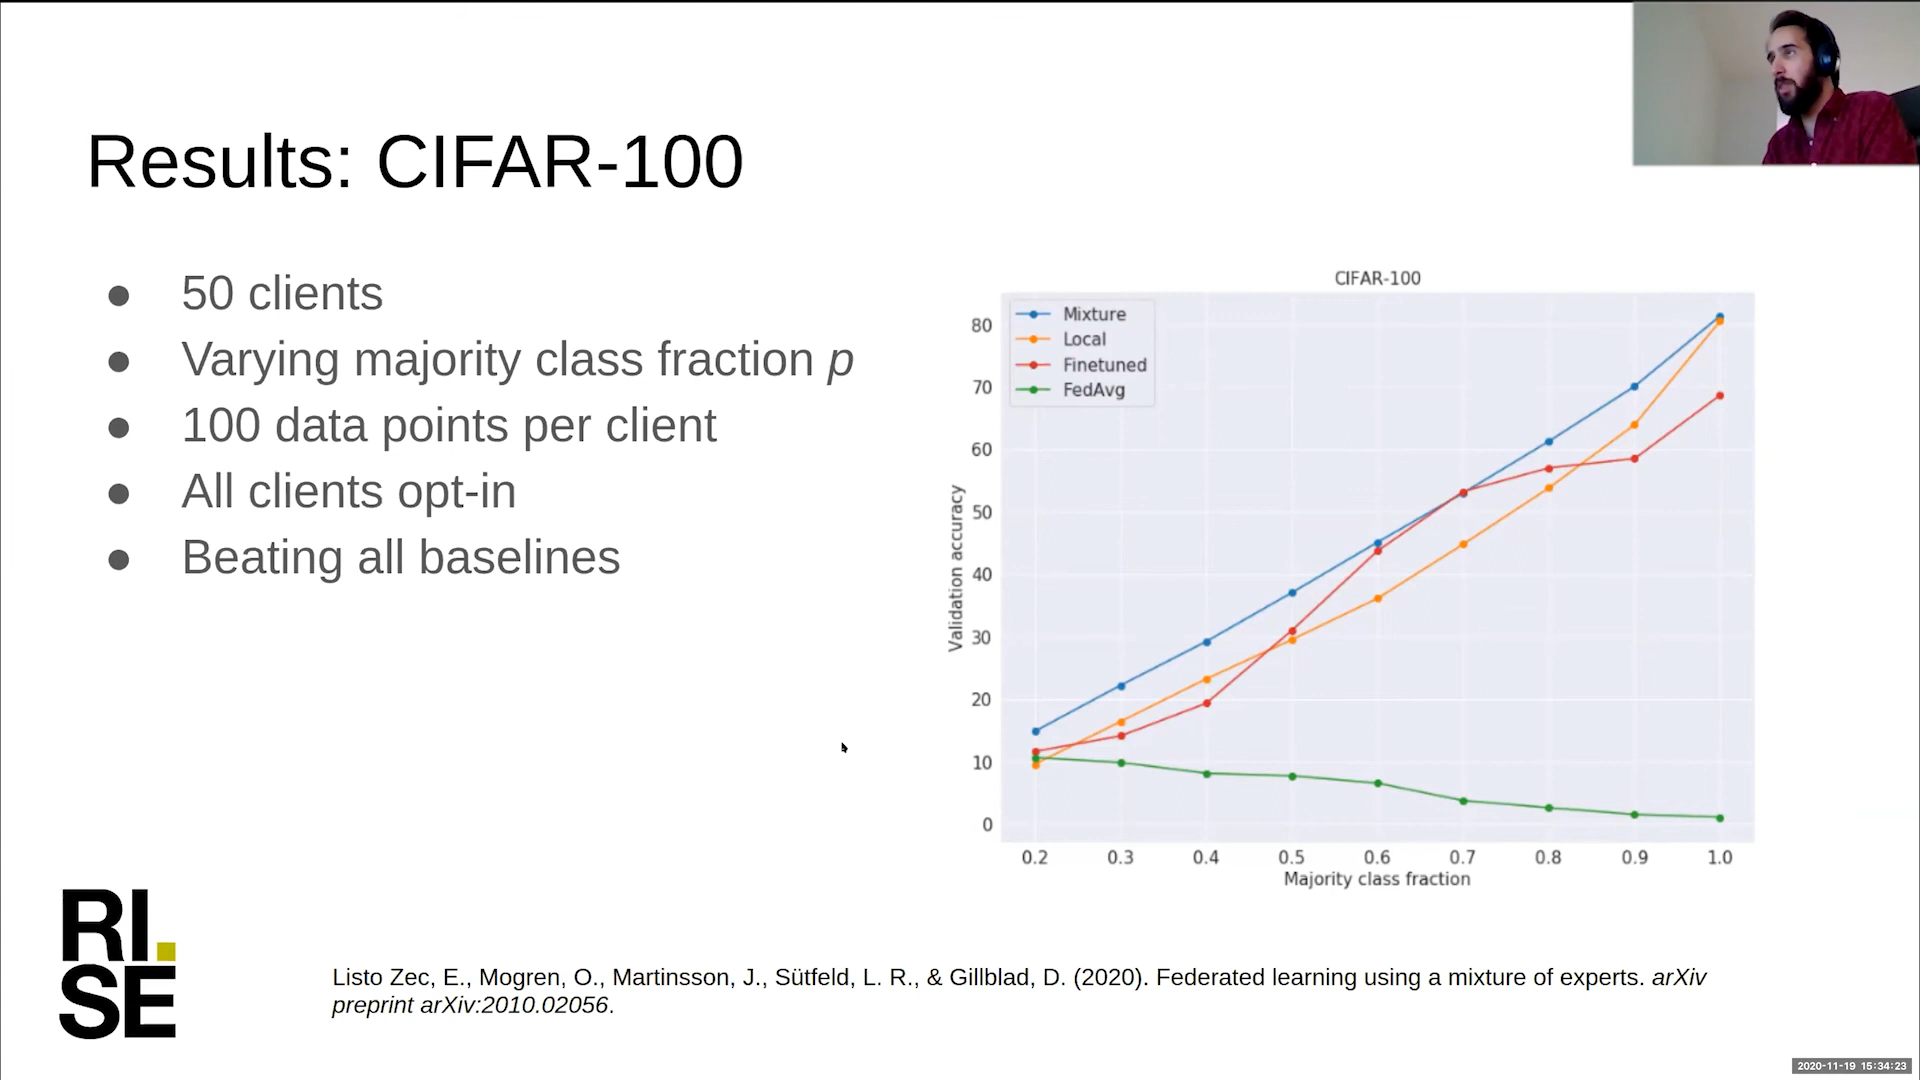 Results: CIFAR-100
● 50 clients
● Varying majority class fraction p
● 100 data points per client
● All clients opt-in
● Beating all baselines
CIFAR-100
Mixture
Local
Finetuned
FedAvg
Validation accuracy
80
70
60
50
40
30
20
10
0
0.2 0.3 0.4 0.5 0.6 0.7 0.8 0.9 1.0
Majority class fraction
RI.
SE
Listo Zec, E., Mogren, O., Martinsson, J., Sütfeld, L. R., & Gillblad, D. (2020). Federated learning using a mixture of experts. arXiv
preprint arXiv:2010.02056.
2020-11-19 15:34:23